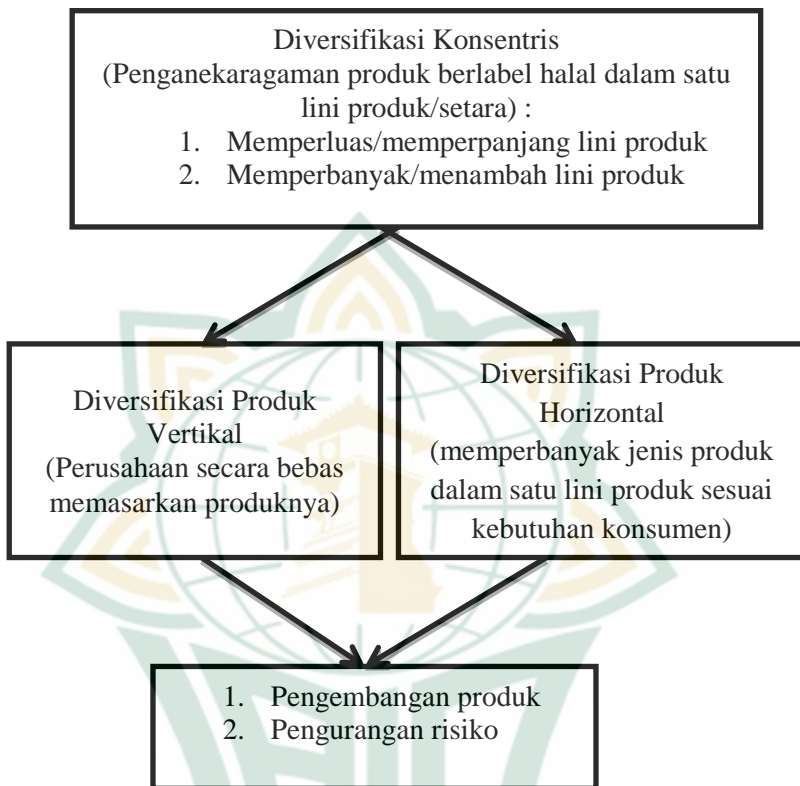 Diversifikasi Konsentris
(Penganekaragaman produk berlabel halal dalam satu
lini produk/setara) :
1. Memperluas/memperpanjang lini produk
2. Memperbanyak/menambah lini produk
Diversifikasi Produk
Vertikal
(Perusahaan secara bebas
memasarkan produknya)
Diversifikasi Produk
Horizontal
(memperbanyak jenis produk
dalam satu lini produk sesuai
kebutuhan konsumen)
1. Pengembangan produk
2. Pengurangan risiko